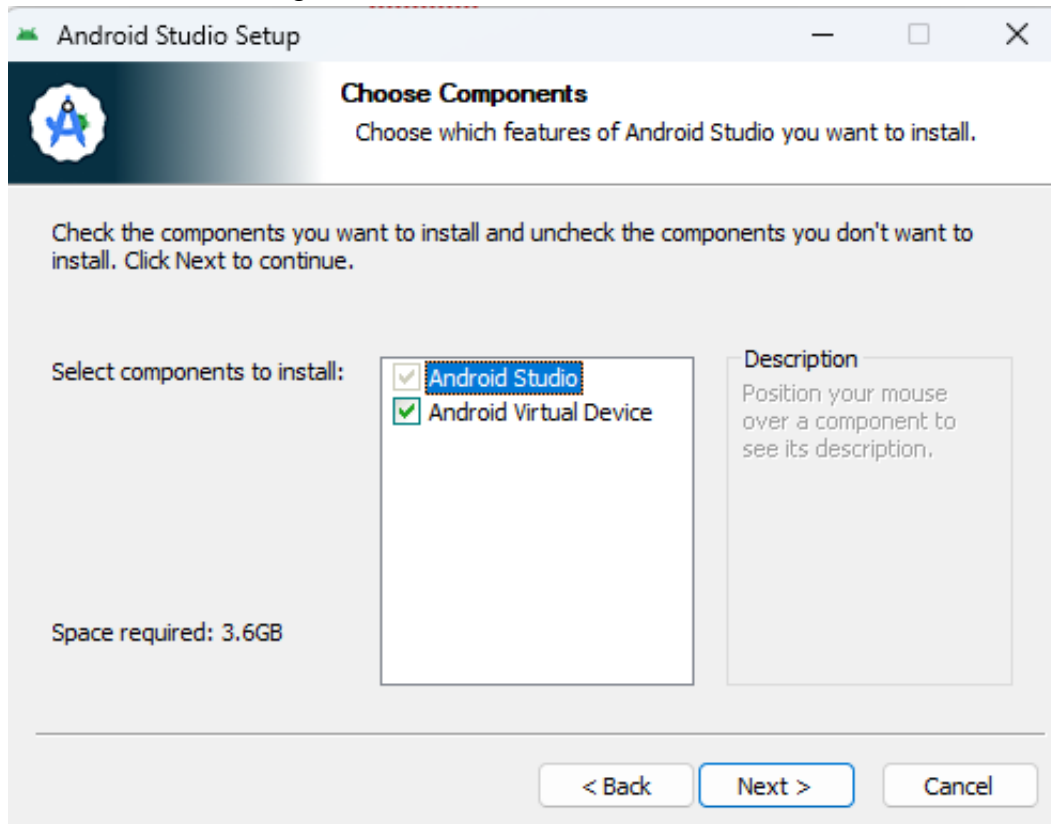 Android Studio Setup
Choose Components
Choose which features of Android Studio you want to install.
Check the components you want to install and uncheck the components you don't want to
install. Click Next to continue.
Select components to install:
Android Studio
Android Virtual Device
Description
Position your mouse
over a component to
see its description.
Space required: 3.6GB
< Back
Next >
Cancel